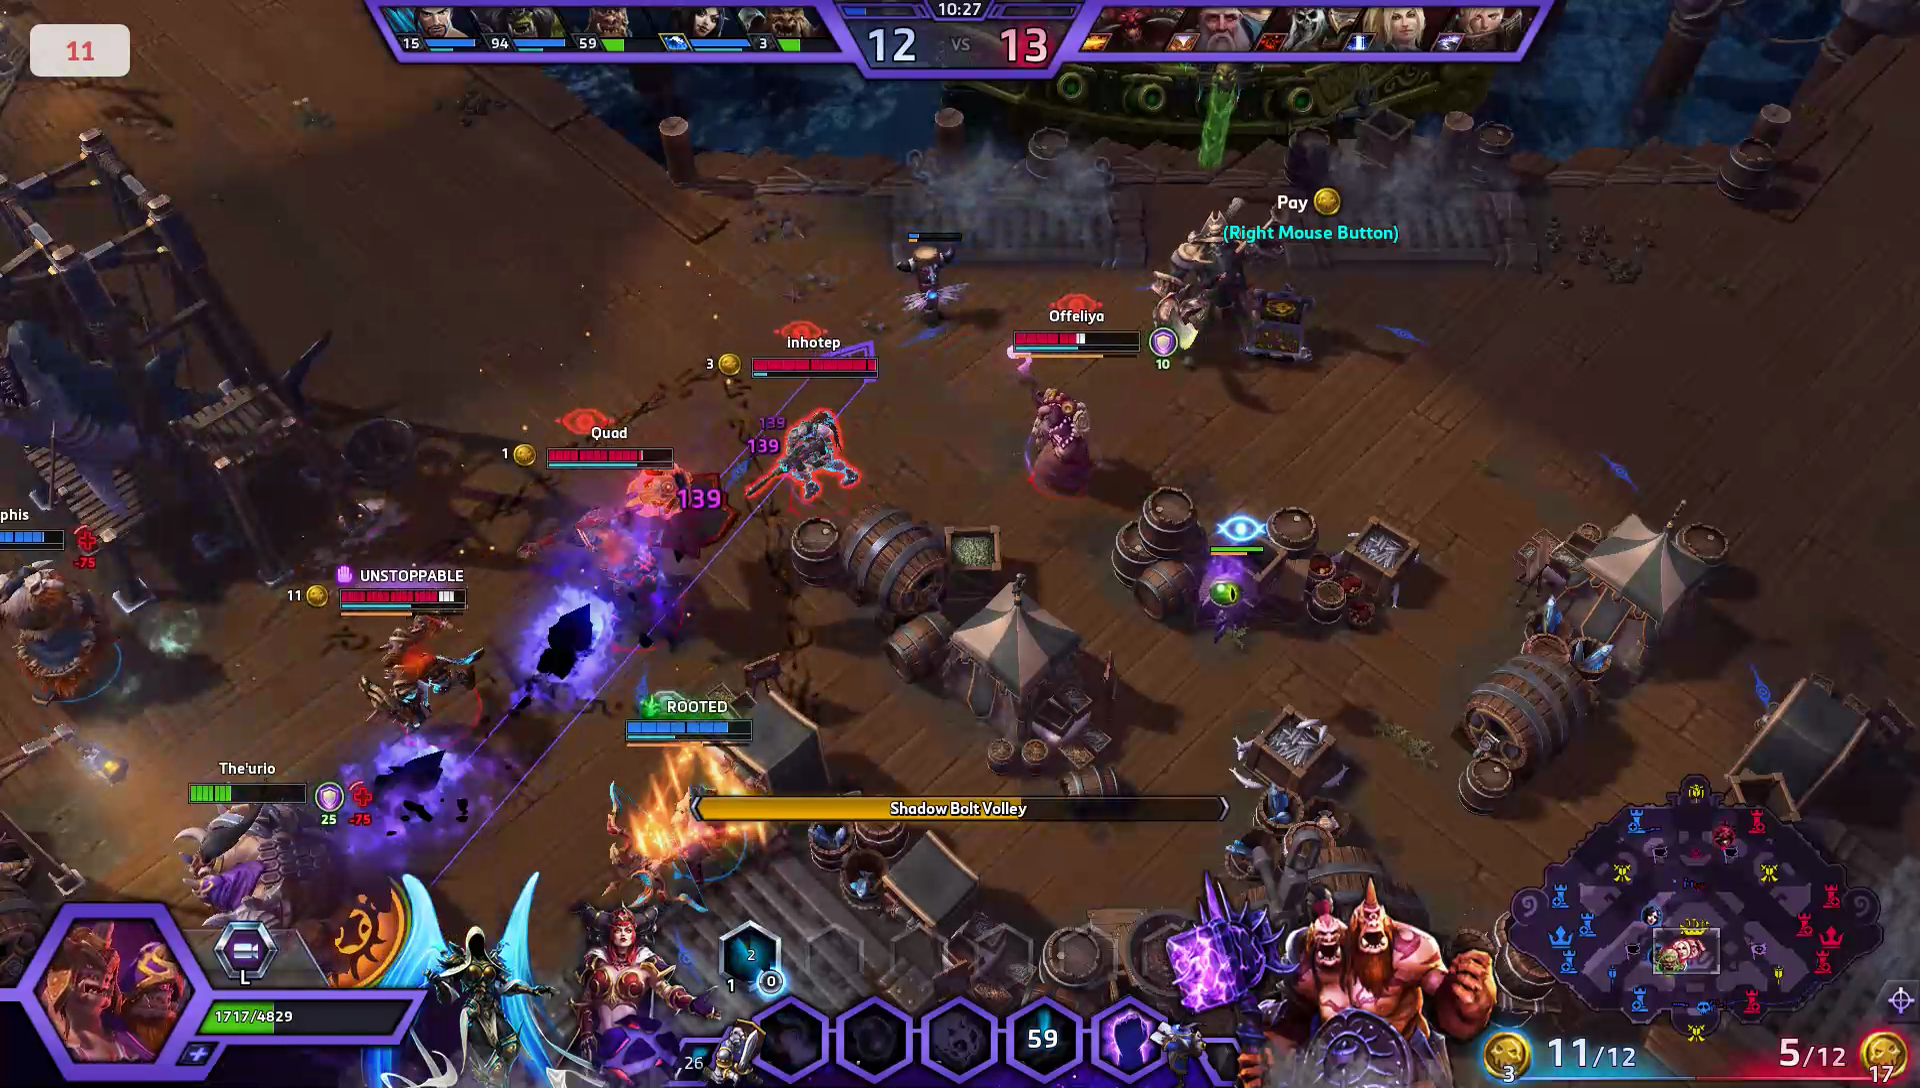 11
15
94
59
3
10:27
12 VS 13
Pay
(Right Mouse Button)
Offeliya
10
inhotep
3
139
139
Quad
1
139
phis
-75
UNSTOPPABLE
11
ROOTED
The'urio
25
-75
Shadow Bolt Volley
L
1717/4829
2
1
0
26
59
11/12
3
5/12
17